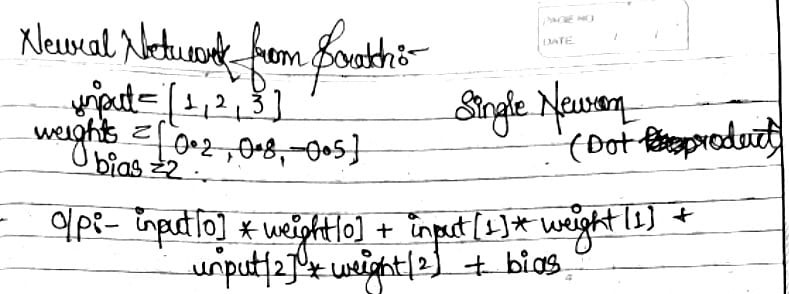 PAGE NO
DATE / /
Neural Network from Scratch:-
input = [1, 2, 3]
Single Neuron
weights = [0.2, 0.8, -0.5]
(Dot product)
bias = 2.
o/p:- input[0] * weight[0] + input[1] * weight[1] +
input[2] * weight[2] + bias